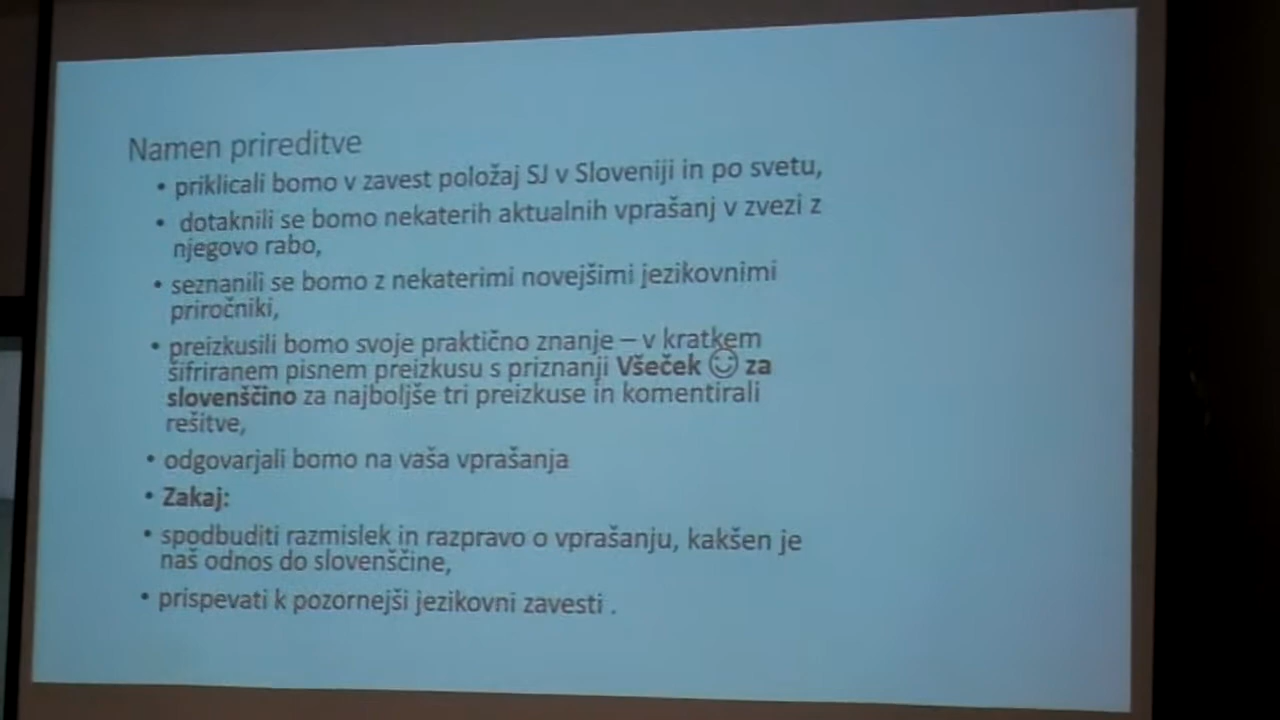 Namen prireditve
• priklicali bomo v zavest položaj SJ v Sloveniji in po svetu,
• dotaknili se bomo nekaterih aktualnih vprašanj v zvezi z
njegovo rabo,
• seznanili se bomo z nekaterimi novejšimi jezikovnimi
priročniki,
• preizkusili bomo svoje praktično znanje – v kratkem
šifriranem pisnem preizkusu s priznanji Všeček ☺ za
slovenščino za najboljše tri preizkuse in komentirali
rešitve,
• odgovarjali bomo na vaša vprašanja
• Zakaj:
• spodbuditi razmislek in razpravo o vprašanju, kakšen je
naš odnos do slovenščine,
• prispevati k pozornejši jezikovni zavesti .